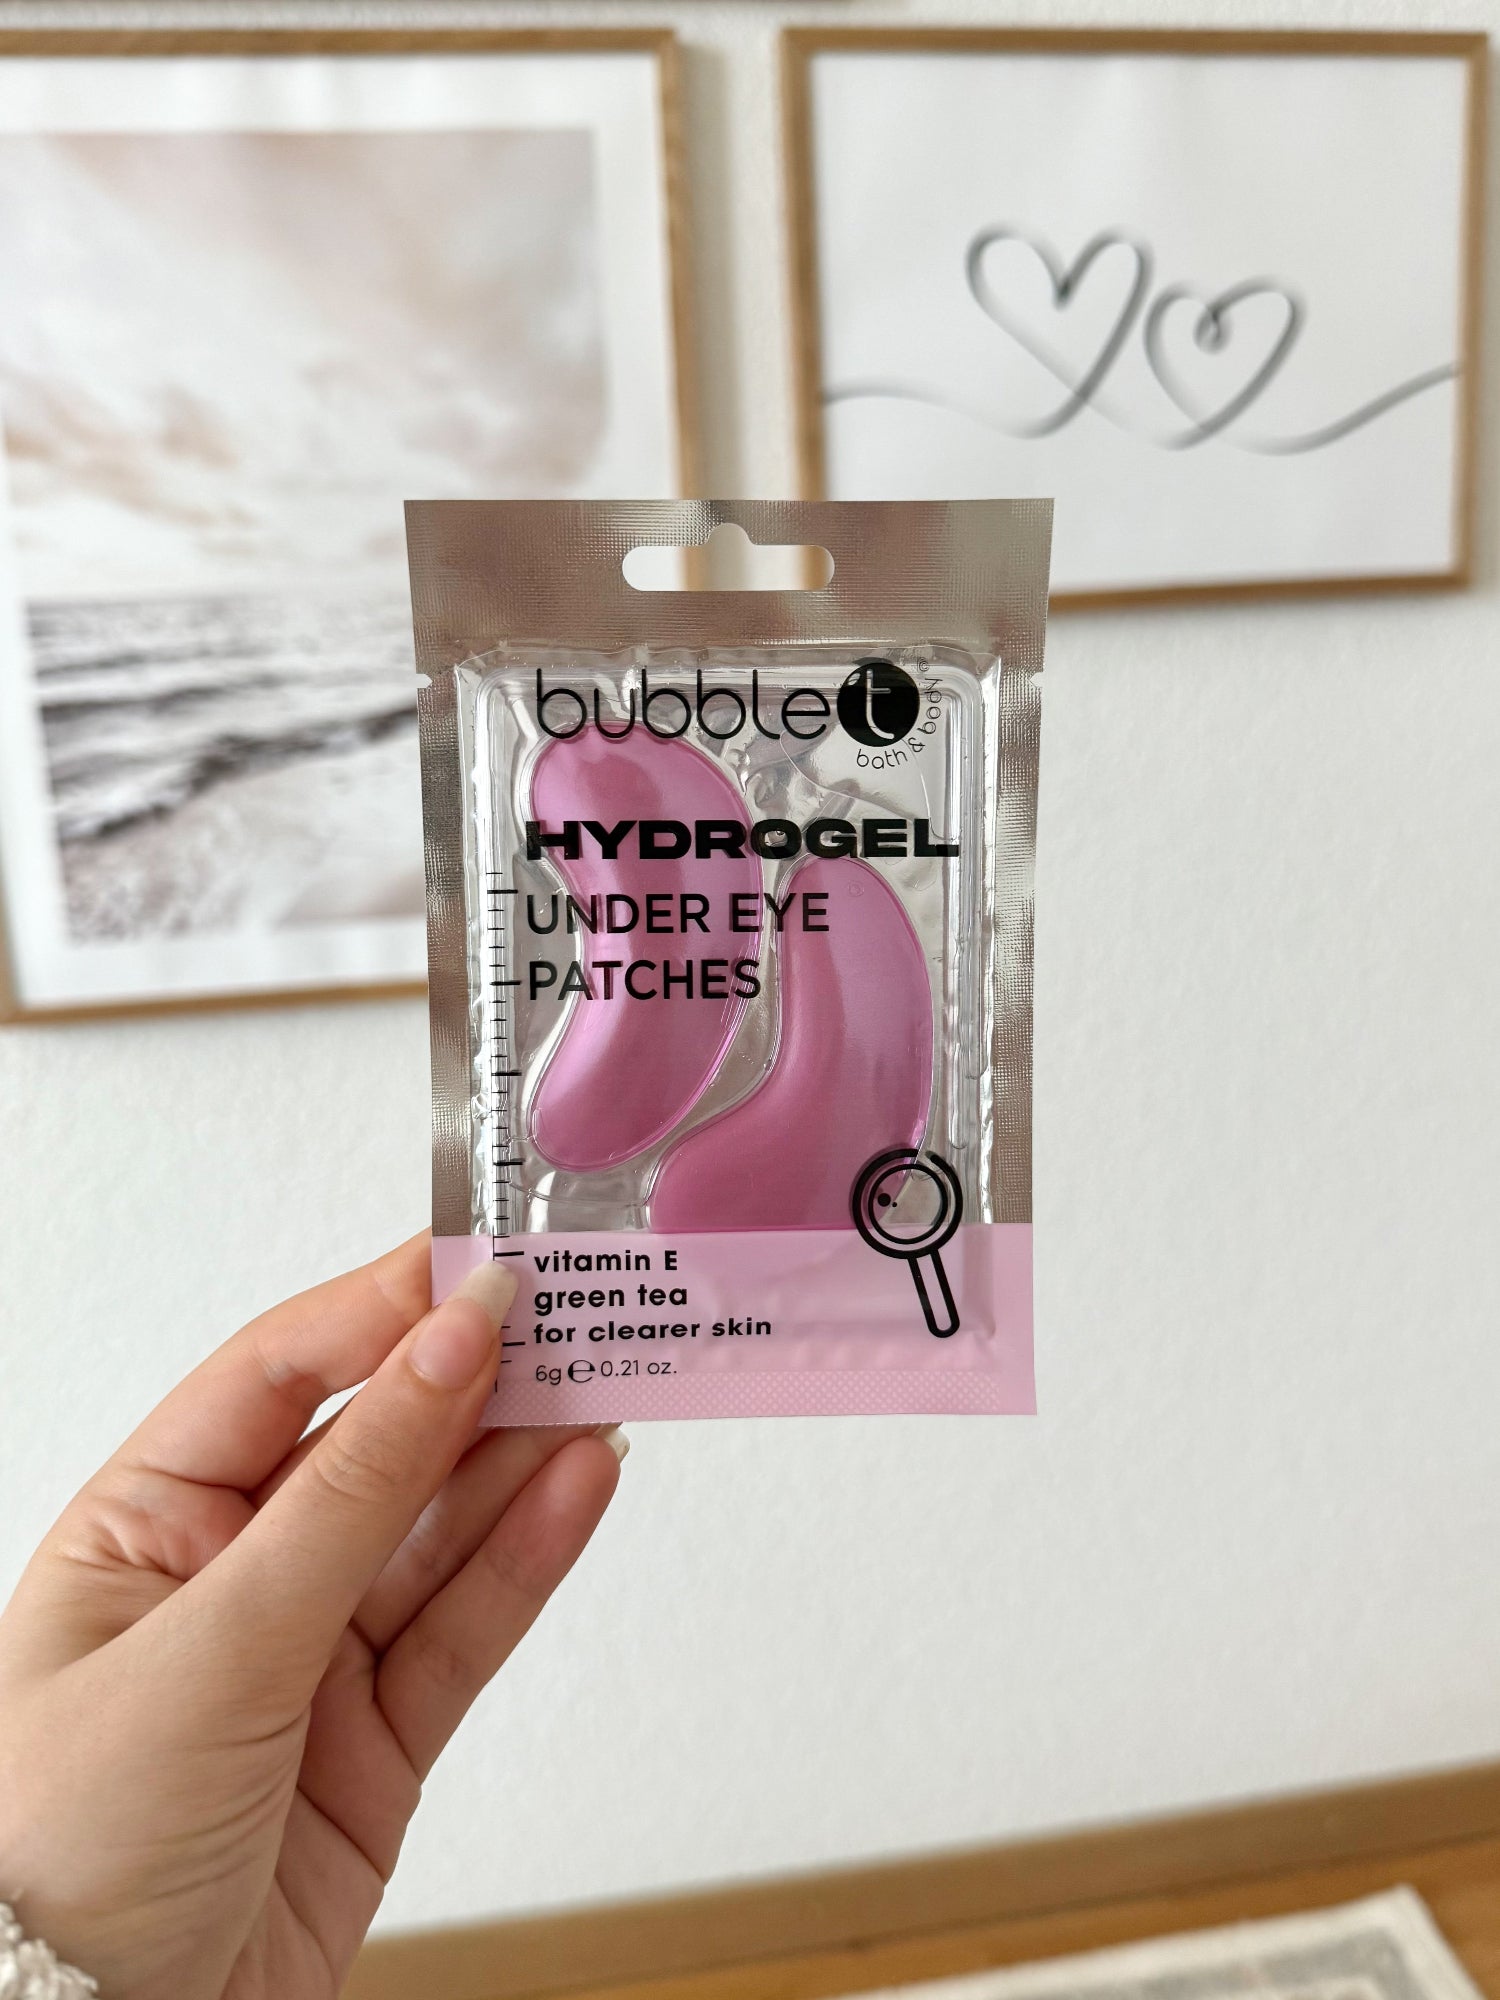 bubble t
bath & body ©
HYDROGEL
UNDER EYE
PATCHES
vitamin E
green tea
for clearer skin
6g ℮ 0.21 oz.